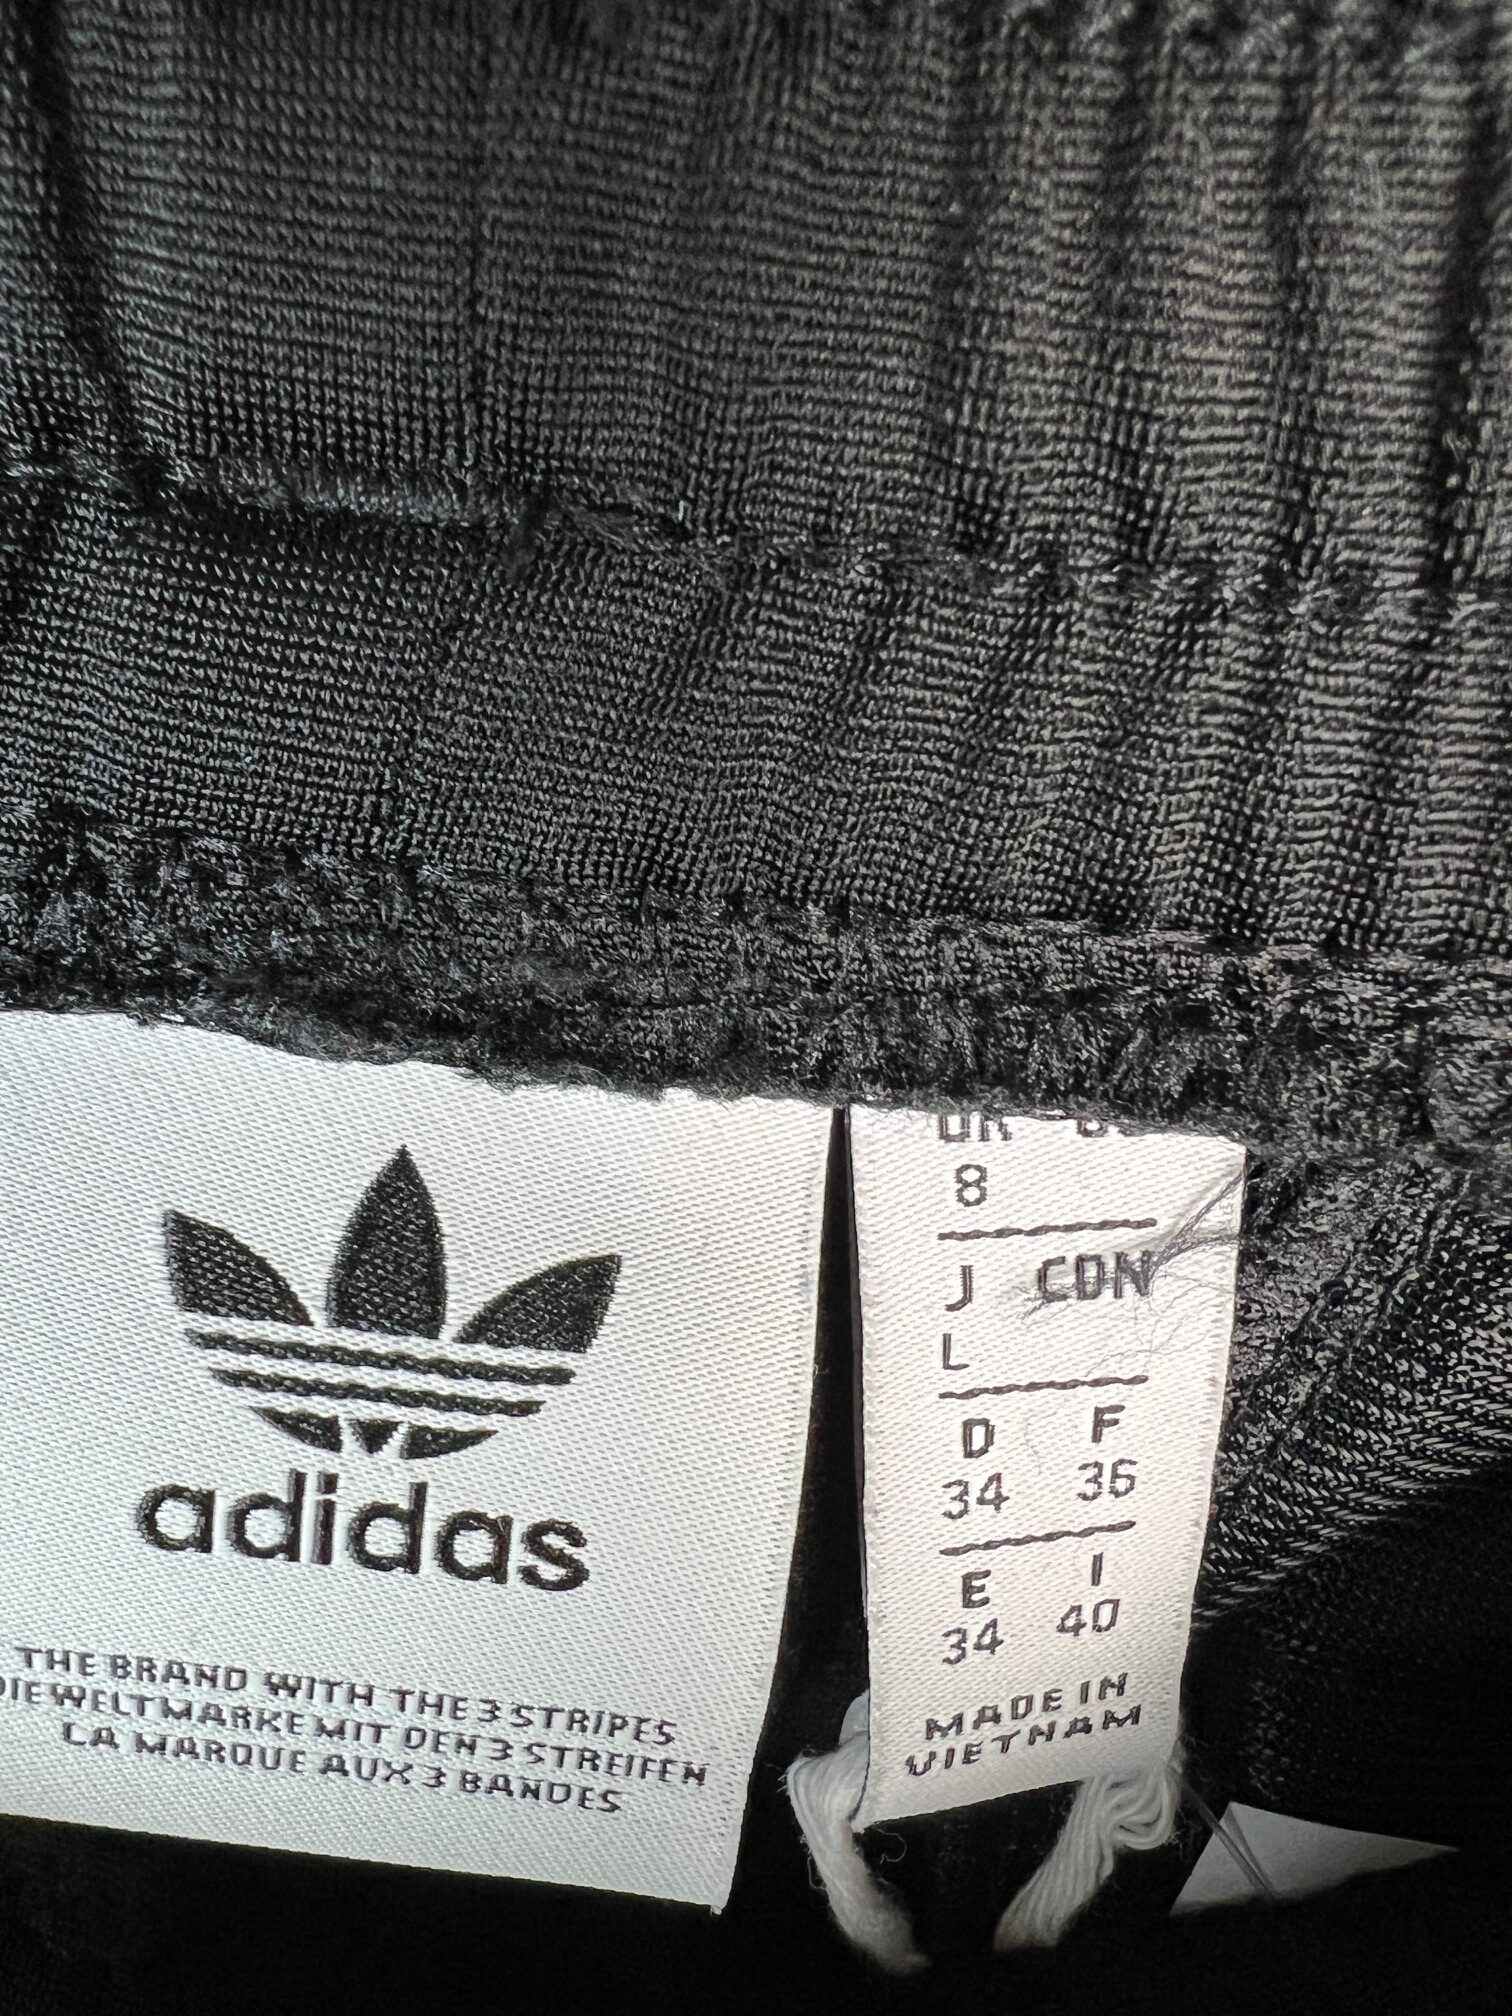 adidas
THE BRAND WITH THE 3 STRIPES
DIE WELTMARKE MIT DEN 3 STREIFEN
LA MARQUE AUX 3 BANDES
8
J CDN
L
D F
34 36
E I
34 40
MADE IN
VIETNAM